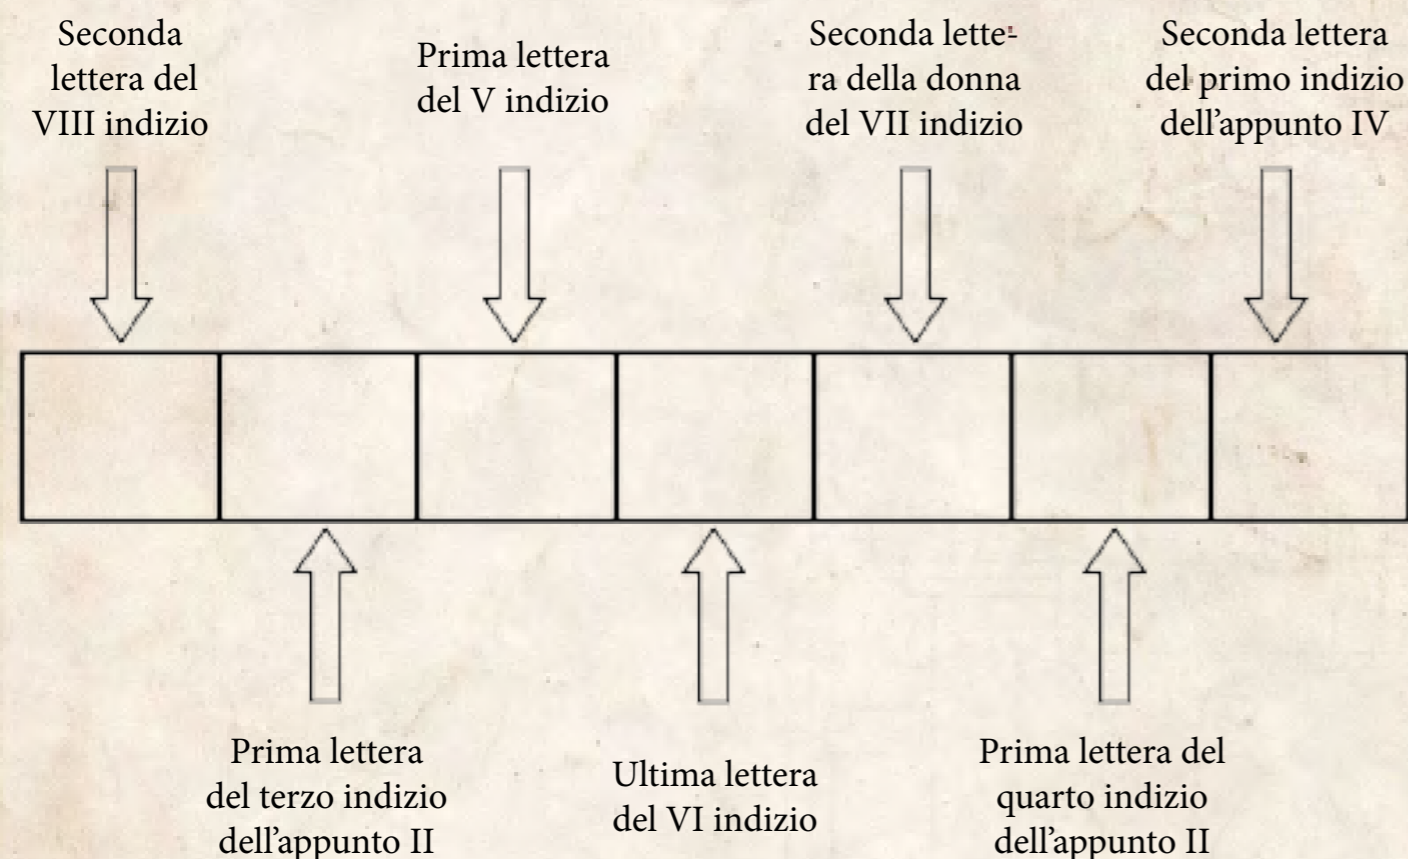 Seconda
lettera del
VIII indizio
Prima lettera
del V indizio
Seconda lette-
ra della donna
del VII indizio
Seconda lettera
del primo indizio
dell'appunto IV
Prima lettera
del terzo indizio
dell'appunto II
Ultima lettera
del VI indizio
Prima lettera del
quarto indizio
dell'appunto II